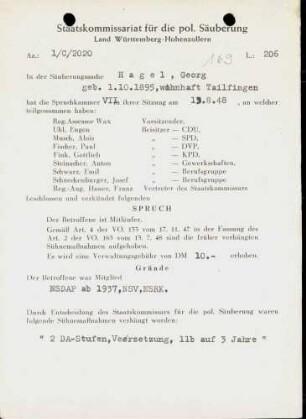 Staatskommissariat für die pol. Säuberung
Land Württemberg-Hohenzollern
Az.: 1/C/2020 169 L.: 206
In der Säuberungssache Hagel, Georg
geb. 1.10.1895, wohnhaft Tailfingen
hat die Spruchkammer VII in ihrer Sitzung am 19.8.48, an welcher
teilgenommen haben:
Reg.Assessor Wax Vorsitzender,
Uhl, Eugen Beisitzer — CDU,
Musch, Alois „ — SPD,
Fischer, Paul „ — DVP,
Fink, Gottlieb „ — KPD,
Steinacher, Anton „ — Gewerkschaften,
Schwarz, Emil „ — Berufsgruppe
Schneckenburger, Josef „ — Berufsgruppe
Reg.-Aug. Hauser, Franz Vertreter des Staatskommissars
beschlossen und verkündet folgenden
SPRUCH
Der Betroffene ist Mitläufer.
Gemäß Art. 4 der VO. 133 vom 17. 11. 47 in der Fassung des
Art. 2 der VO. 165 vom 13. 7. 48 sind die früher verhängten
Sühnemaßnahmen aufgehoben.
Es wird eine Verwaltungsgebühr von DM 10.- erhoben.
Gründe
Der Betroffene war Mitglied
NSDAP ab 1937, NSV, NSRK.
Durch Entscheidung des Staatskommissars für die pol. Säuberung waren
folgende Sühnemaßnahmen verhängt worden:
" 2 DA-Stufen, Versetzung, 11b auf 3 Jahre "